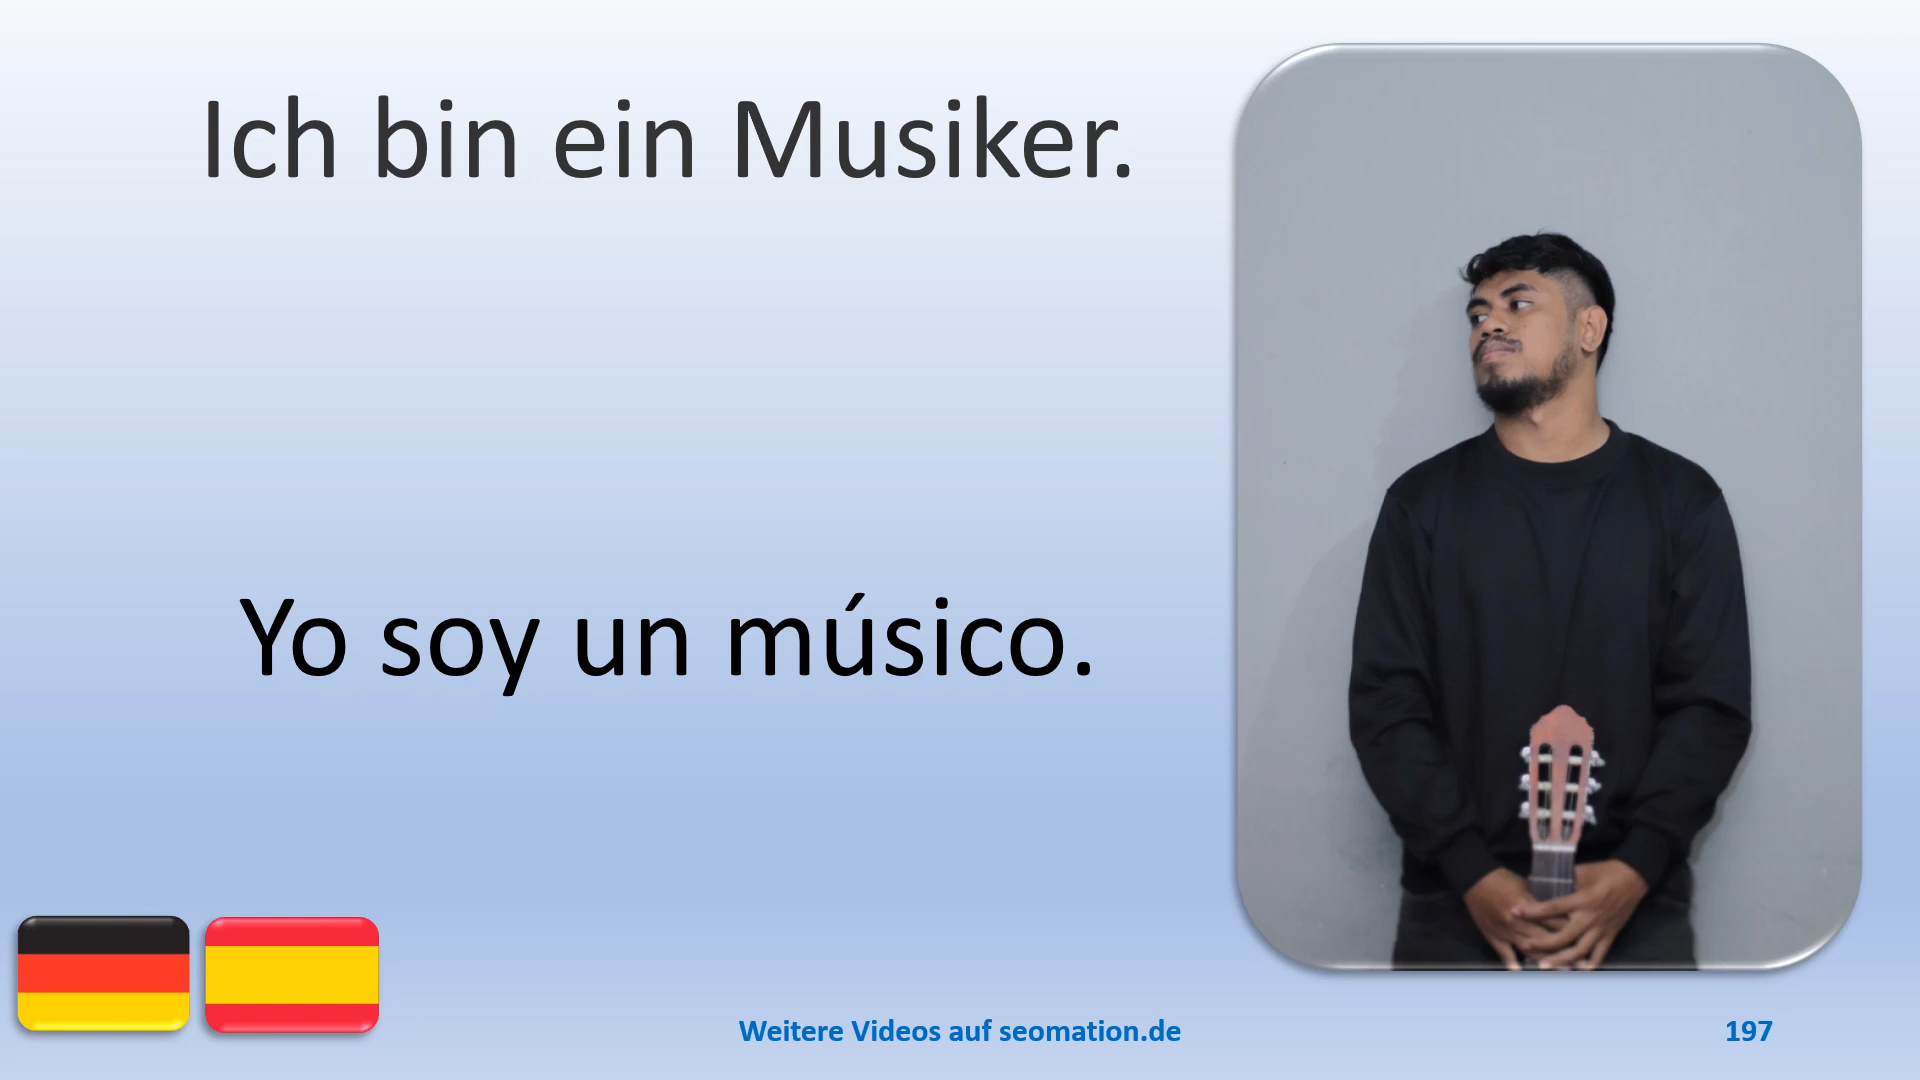 Ich bin ein Musiker.
Yo soy un músico.
Weitere Videos auf seomation.de
197